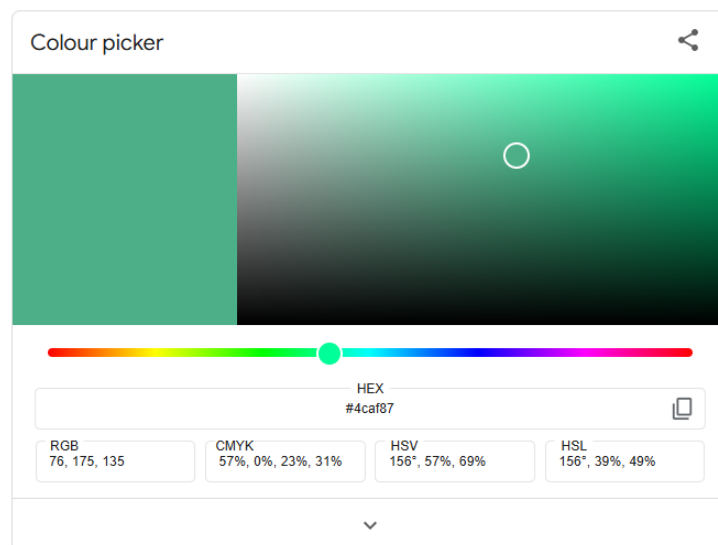 Colour picker
HEX
#4caf87
RGB
76, 175, 135
CMYK
57%, 0%, 23%, 31%
HSV
156°, 57%, 69%
HSL
156°, 39%, 49%